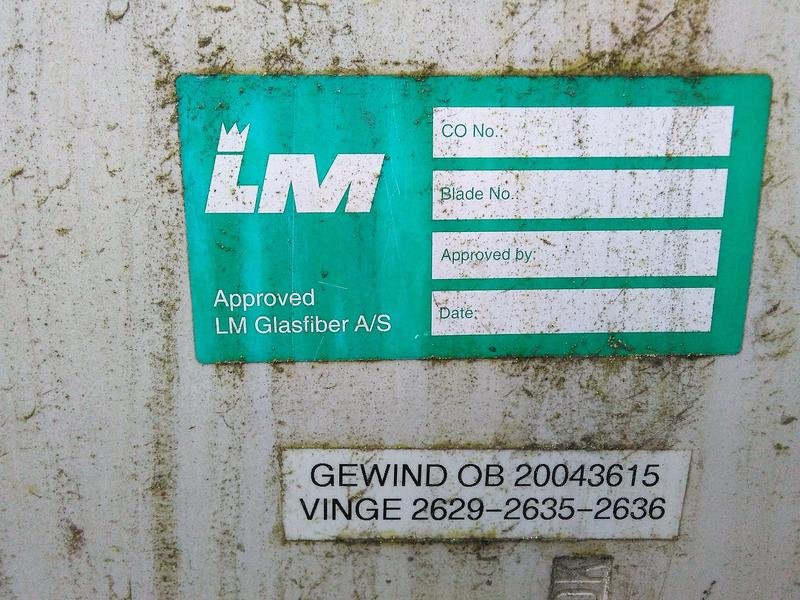 LM
Approved
LM Glasfiber A/S
CO No.:
Blade No.:
Approved by:
Date:
GEWIND OB 20043615
VINGE 2629–2635–2636